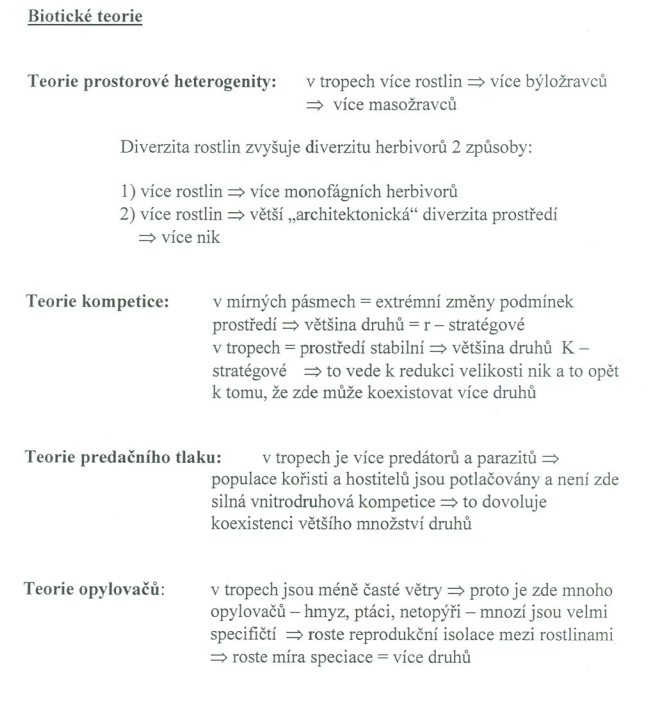 Biotické teorie
Teorie prostorové heterogenity: v tropech více rostlin ⇒ více býložravců
⇒ více masožravců
Diverzita rostlin zvyšuje diverzitu herbivorů 2 způsoby:
1) více rostlin ⇒ více monofágních herbivorů
2) více rostlin ⇒ větší „architektonická“ diverzita prostředí
⇒ více nik
Teorie kompetice: v mírných pásmech = extrémní změny podmínek
prostředí ⇒ většina druhů = r – stratégové
v tropech = prostředí stabilní ⇒ většina druhů K –
stratégové ⇒ to vede k redukci velikosti nik a to opět
k tomu, že zde může koexistovat více druhů
Teorie predačního tlaku: v tropech je více predátorů a parazitů ⇒
populace kořisti a hostitelů jsou potlačovány a není zde
silná vnitrodruhová kompetice ⇒ to dovoluje
koexistenci většího množství druhů
Teorie opylovačů: v tropech jsou méně časté větry ⇒ proto je zde mnoho
opylovačů – hmyz, ptáci, netopýři – mnozí jsou velmi
specifičtí ⇒ roste reprodukční isolace mezi rostlinami
⇒ roste míra speciace = více druhů